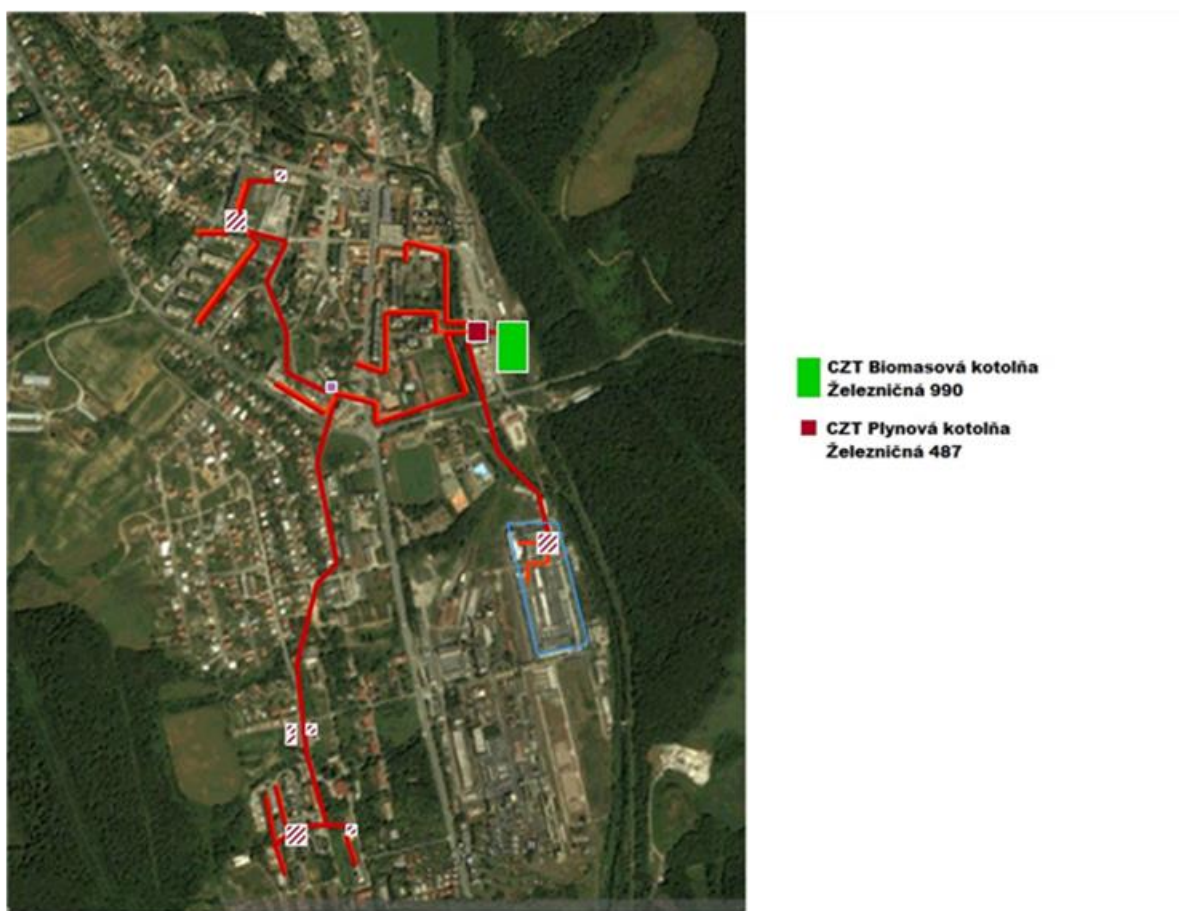 CZT Biomasová kotolňa
Železničná 990
CZT Plynová kotolňa
Železničná 487